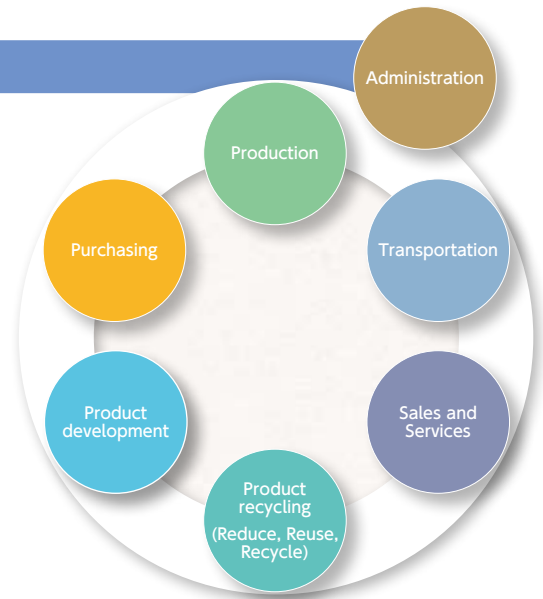 Administration
Production
Purchasing
Transportation
Product
development
Sales and
Services
Product
recycling
(Reduce, Reuse,
Recycle)